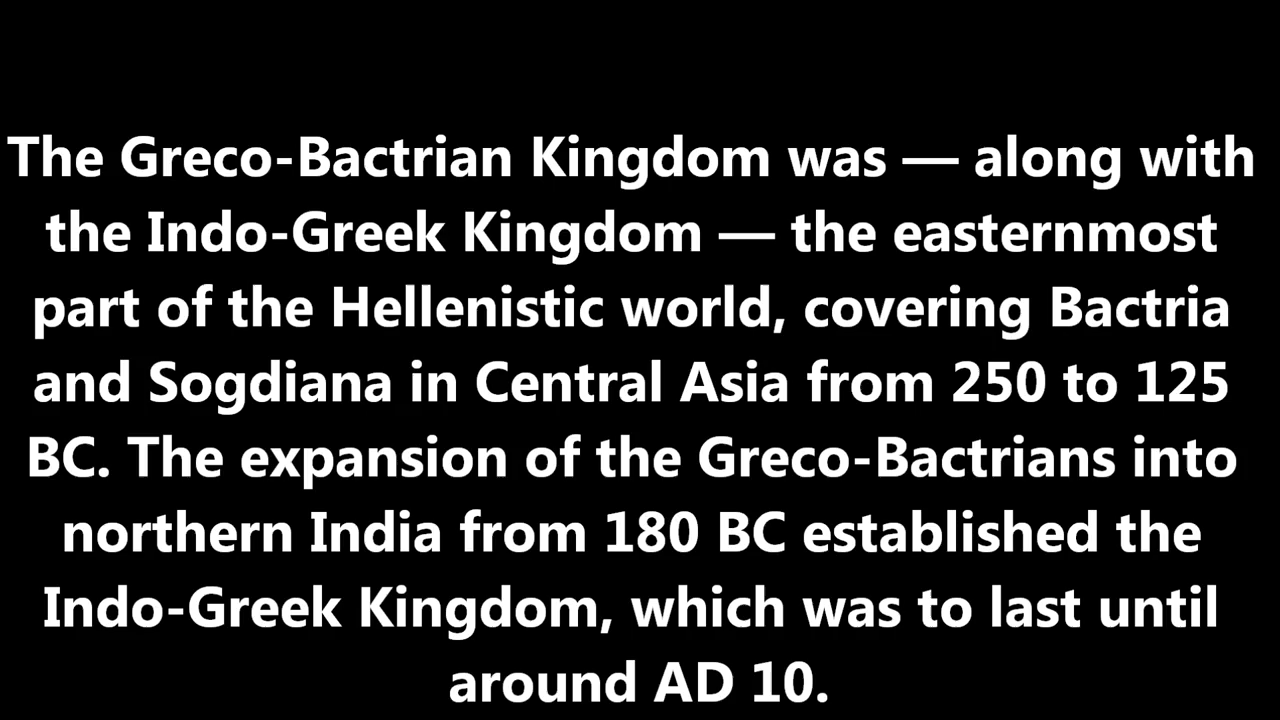 The Greco-Bactrian Kingdom was — along with
the Indo-Greek Kingdom — the easternmost
part of the Hellenistic world, covering Bactria
and Sogdiana in Central Asia from 250 to 125
BC. The expansion of the Greco-Bactrians into
northern India from 180 BC established the
Indo-Greek Kingdom, which was to last until
around AD 10.